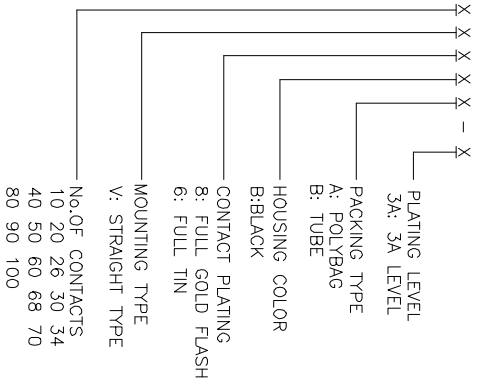 X X X X X - X
PLATING LEVEL
3A: 3A LEVEL
PACKING TYPE
A: POLYBAG
B: TUBE
HOUSING COLOR
B:BLACK
CONTACT PLATING
8: FULL GOLD FLASH
6: FULL TIN
MOUNTING TYPE
V: STRAIGHT TYPE
No.OF CONTACTS
10 20 26 30 34
40 50 60 68 70
80 90 100